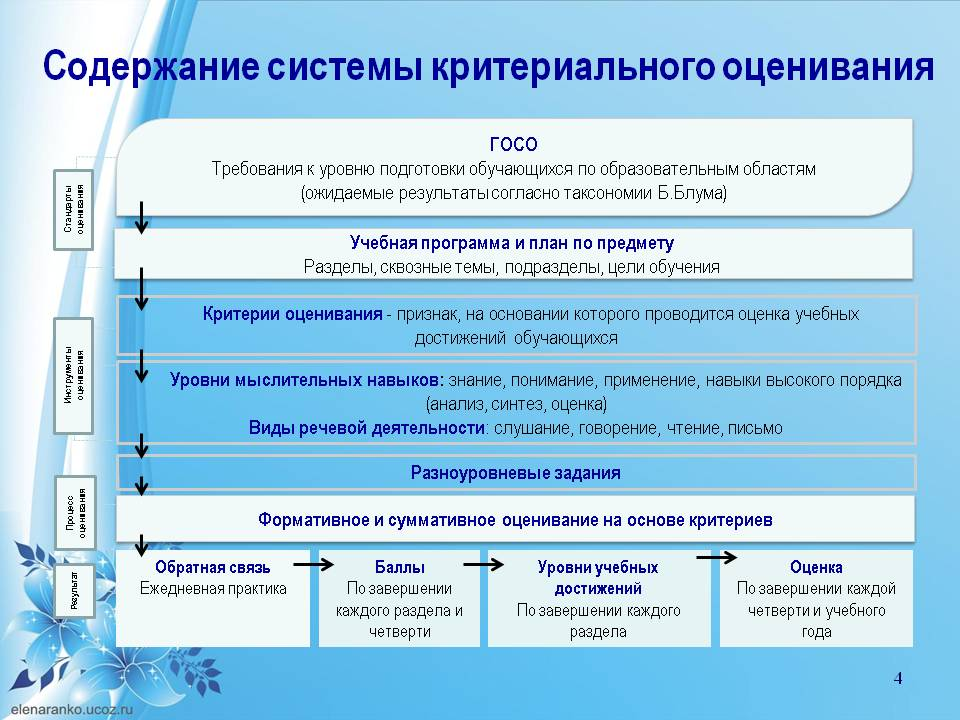 Содержание системы критериального оценивания
ГОСО
Требования к уровню подготовки обучающихся по образовательным областям
(ожидаемые результаты согласно таксономии Б.Блума)
Стандарты
оценивания
Учебная программа и план по предмету
Разделы, сквозные темы, подразделы, цели обучения
Критерии оценивания - признак, на основании которого проводится оценка учебных
достижений обучающихся
Инструменты
оценивания
Уровни мыслительных навыков: знание, понимание, применение, навыки высокого порядка
(анализ, синтез, оценка)
Виды речевой деятельности: слушание, говорение, чтение, письмо
Разноуровневые задания
Процесс
оценивания
Формативное и суммативное оценивание на основе критериев
Результат
Обратная связь
Ежедневная практика
Баллы
По завершении
каждого раздела и
четверти
Уровни учебных
достижений
По завершении каждого
раздела
Оценка
По завершении каждой
четверти и учебного
года
4
elenaranko.ucoz.ru